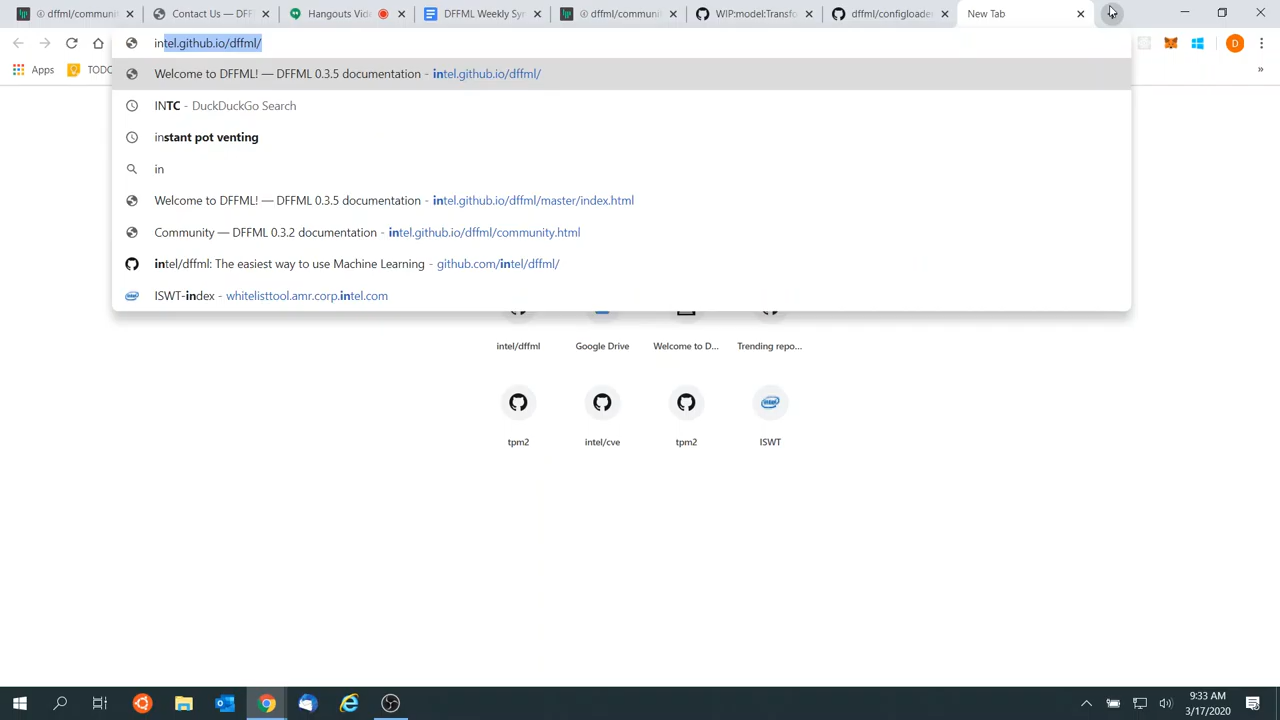 dffml/communi
Contact Us — DFF
Hangouts Vide
DFFML Weekly Syn
dffml/communi
WIP:model:Transfo
dffml/configloade
New Tab
intel.github.io/dffml/
D
Apps
TODO
»
Welcome to DFFML! — DFFML 0.3.5 documentation - intel.github.io/dffml/
INTC - DuckDuckGo Search
instant pot venting
in
Welcome to DFFML! — DFFML 0.3.5 documentation - intel.github.io/dffml/master/index.html
Community — DFFML 0.3.2 documentation - intel.github.io/dffml/community.html
intel/dffml: The easiest way to use Machine Learning - github.com/intel/dffml/
ISWT-index - whitelisttool.amr.corp.intel.com
intel/dffml
Google Drive
Welcome to D...
Trending repo...
tpm2
intel/cve
tpm2
ISWT
9:33 AM
3/17/2020